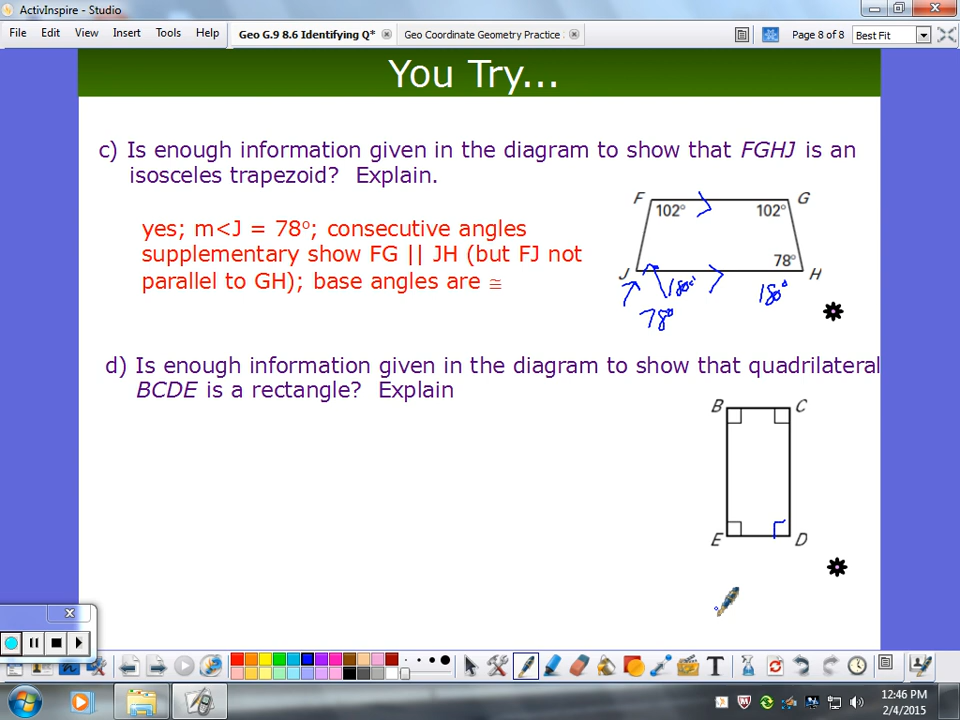 ActivInspire - Studio
File Edit View Insert Tools Help
Geo G.9 8.6 Identifying Q*
Geo Coordinate Geometry Practice
Page 8 of 8
Best Fit
You Try...
c) Is enough information given in the diagram to show that FGHJ is an
isosceles trapezoid? Explain.
yes; m<J = 78°; consecutive angles
supplementary show FG || JH (but FJ not
parallel to GH); base angles are ≅
F G
102° 102°
78°
J H
180° 180°
78°
d) Is enough information given in the diagram to show that quadrilateral
BCDE is a rectangle? Explain
B C
E D
T
12:46 PM
2/4/2015